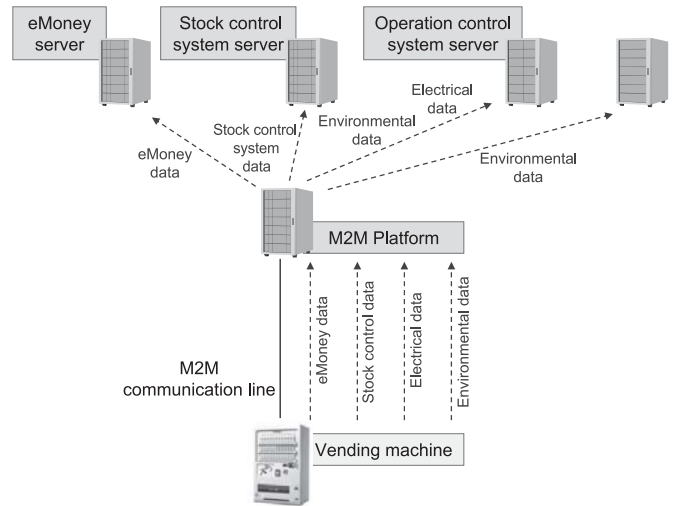 eMoney
server
Stock control
system server
Operation control
system server
Electrical
data
Environmental
data
Stock control
system
data
eMoney
data
Environmental
data
M2M Platform
eMoney data
Stock control data
Electrical data
Environmental data
M2M
communication line
Vending machine